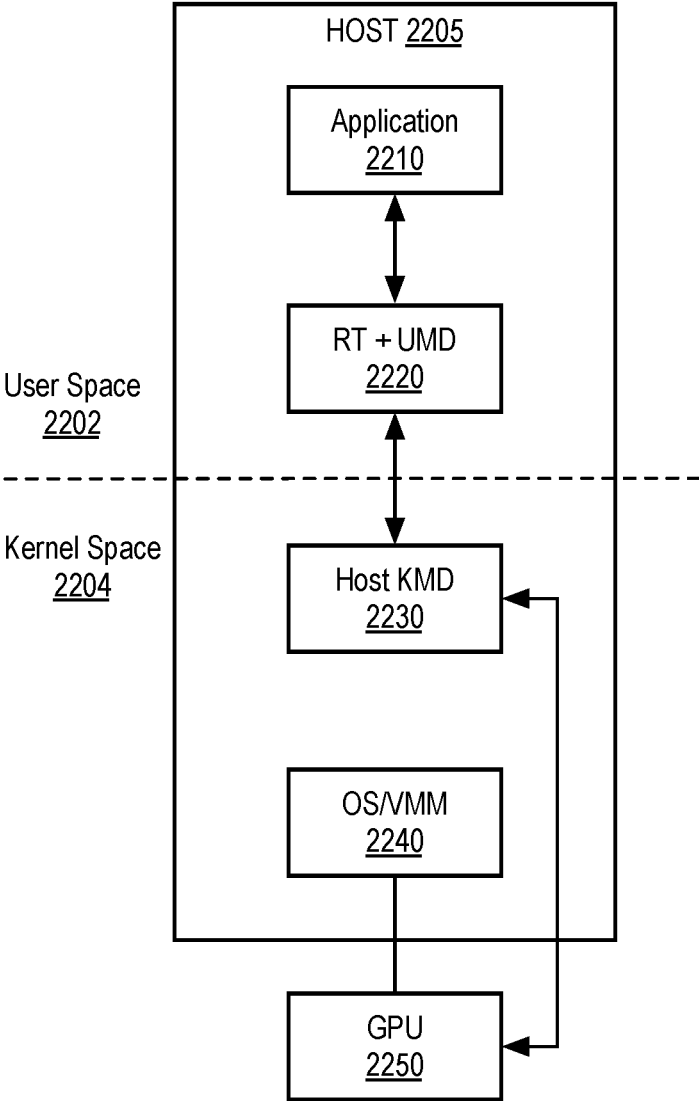 HOST 2205
Application
2210
RT + UMD
2220
User Space
2202
Kernel Space
2204
Host KMD
2230
OS/VMM
2240
GPU
2250